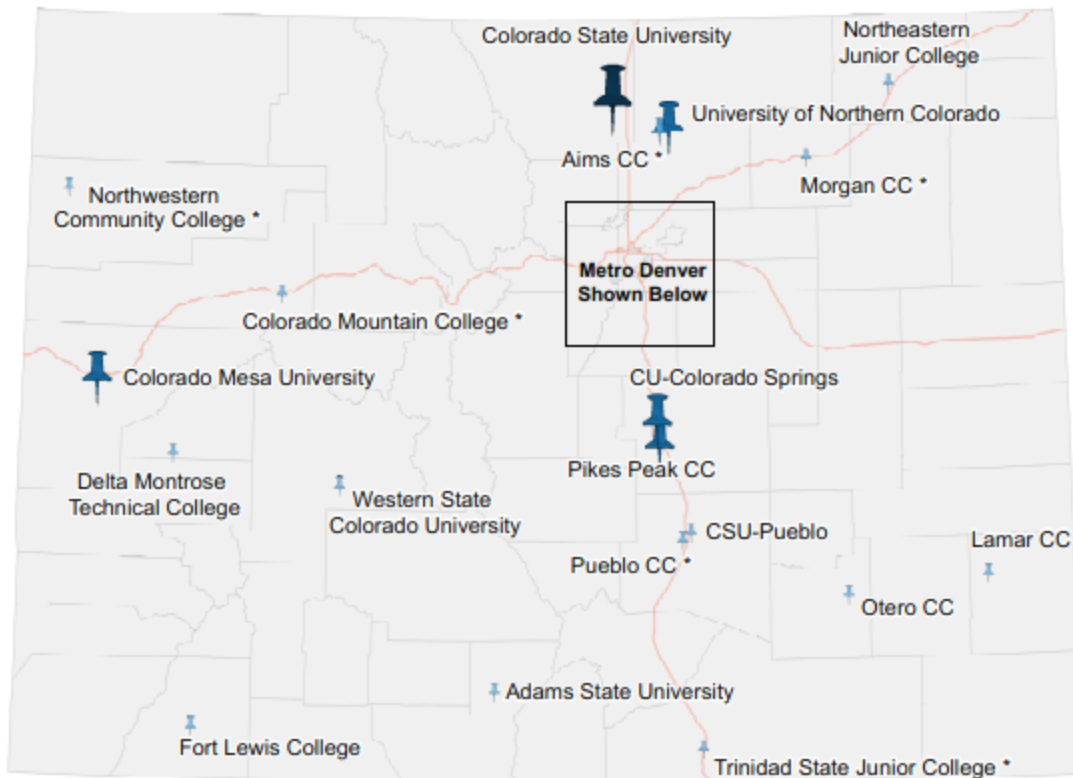 Colorado State University
Northeastern
Junior College
University of Northern Colorado
Aims CC *
Morgan CC *
Northwestern
Community College *
Metro Denver
Shown Below
Colorado Mountain College *
Colorado Mesa University
CU-Colorado Springs
Pikes Peak CC
Delta Montrose
Technical College
Western State
Colorado University
CSU-Pueblo
Pueblo CC *
Lamar CC
Otero CC
Adams State University
Fort Lewis College
Trinidad State Junior College *